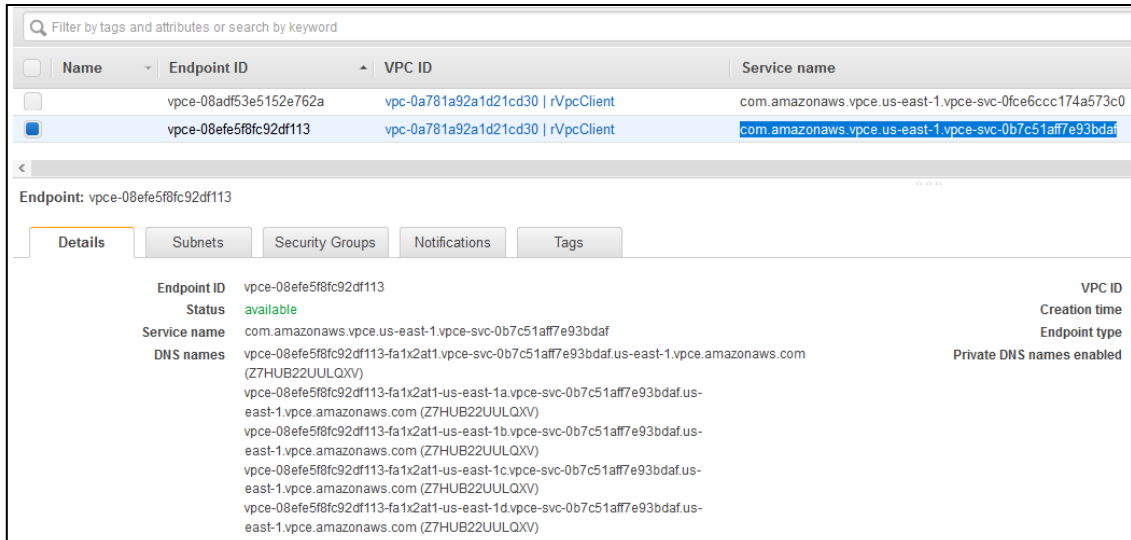 Filter by tags and attributes or search by keyword
Name Endpoint ID VPC ID Service name
vpce-08adf53e5152e762a vpc-0a781a92a1d21cd30 | rVpcClient com.amazonaws.vpce.us-east-1.vpce-svc-0fce6ccc174a573c0
vpce-08efe5f8fc92df113 vpc-0a781a92a1d21cd30 | rVpcClient com.amazonaws.vpce.us-east-1.vpce-svc-0b7c51aff7e93bdaf
Endpoint: vpce-08efe5f8fc92df113
Details Subnets Security Groups Notifications Tags
Endpoint ID vpce-08efe5f8fc92df113 VPC ID
Status available Creation time
Service name com.amazonaws.vpce.us-east-1.vpce-svc-0b7c51aff7e93bdaf Endpoint type
DNS names vpce-08efe5f8fc92df113-fa1x2at1.vpce-svc-0b7c51aff7e93bdaf.us-east-1.vpce.amazonaws.com Private DNS names enabled
(Z7HUB22UULQXV)
vpce-08efe5f8fc92df113-fa1x2at1-us-east-1a.vpce-svc-0b7c51aff7e93bdaf.us-
east-1.vpce.amazonaws.com (Z7HUB22UULQXV)
vpce-08efe5f8fc92df113-fa1x2at1-us-east-1b.vpce-svc-0b7c51aff7e93bdaf.us-
east-1.vpce.amazonaws.com (Z7HUB22UULQXV)
vpce-08efe5f8fc92df113-fa1x2at1-us-east-1c.vpce-svc-0b7c51aff7e93bdaf.us-
east-1.vpce.amazonaws.com (Z7HUB22UULQXV)
vpce-08efe5f8fc92df113-fa1x2at1-us-east-1d.vpce-svc-0b7c51aff7e93bdaf.us-
east-1.vpce.amazonaws.com (Z7HUB22UULQXV)